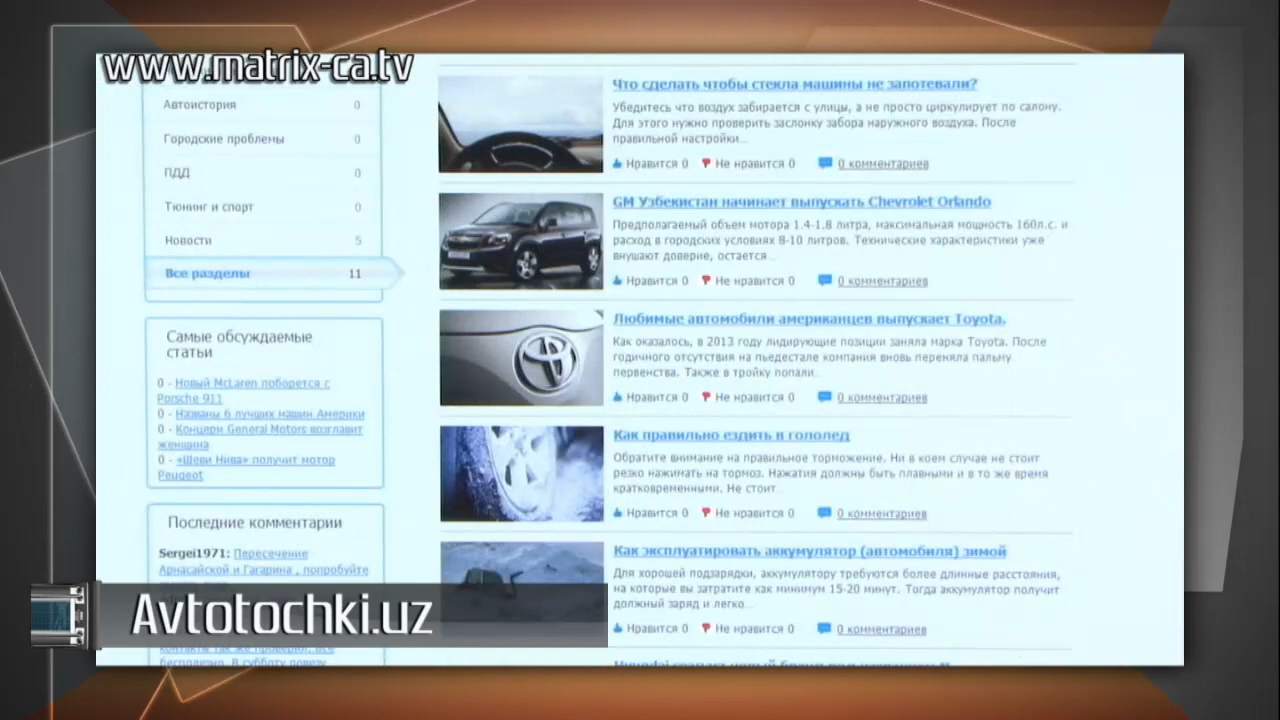 www.matrix-ca.tv
Автоистория 0
Городские проблемы 0
ПДД 0
Тюнинг и спорт 0
Новости 5
Все разделы 11
Самые обсуждаемые
статьи
0 - Новый McLaren поборется с
Porsche 911
0 - Названы 6 лучших машин Америки
0 - Концерн General Motors возглавит
женщина
0 - «Шеви Нива» получит мотор
Peugeot
Последние комментарии
Sergei1971: Пересечение
Арнасайской и Гагарина , попробуйте
контакты так же проверил, все
бесполезно. В субботу повезу
Что сделать чтобы стекла машины не запотевали?
Убедитесь что воздух забирается с улицы, а не просто циркулирует по салону.
Для этого нужно проверить заслонку забора наружного воздуха. После
правильной настройки...
Нравится 0 Не нравится 0 0 комментариев
GM Узбекистан начинает выпускать Chevrolet Orlando
Предполагаемый объем мотора 1.4-1.8 литра, максимальная мощность 160л.с. и
расход в городских условиях 8-10 литров. Технические характеристики уже
внушают доверие, остается...
Нравится 0 Не нравится 0 0 комментариев
Любимые автомобили американцев выпускает Toyota.
Как оказалось, в 2013 году лидирующие позиции заняла марка Toyota. После
годичного отсутствия на пьедестале компания вновь переняла пальму
первенства. Также в тройку попали...
Нравится 0 Не нравится 0 0 комментариев
Как правильно ездить в гололед
Обратите внимание на правильное торможение. Ни в коем случае не стоит
резко нажимать на тормоз. Нажатия должны быть плавными и в то же время
кратковременными. Не стоит...
Нравится 0 Не нравится 0 0 комментариев
Как эксплуатировать аккумулятор (автомобиля) зимой
Для хорошей подзарядки, аккумулятору требуются более длинные расстояния,
на которые вы затратите как минимум 15-20 минут. Тогда аккумулятор получит
должный заряд и легко...
Нравится 0 Не нравится 0 0 комментариев
Avtotochki.uz